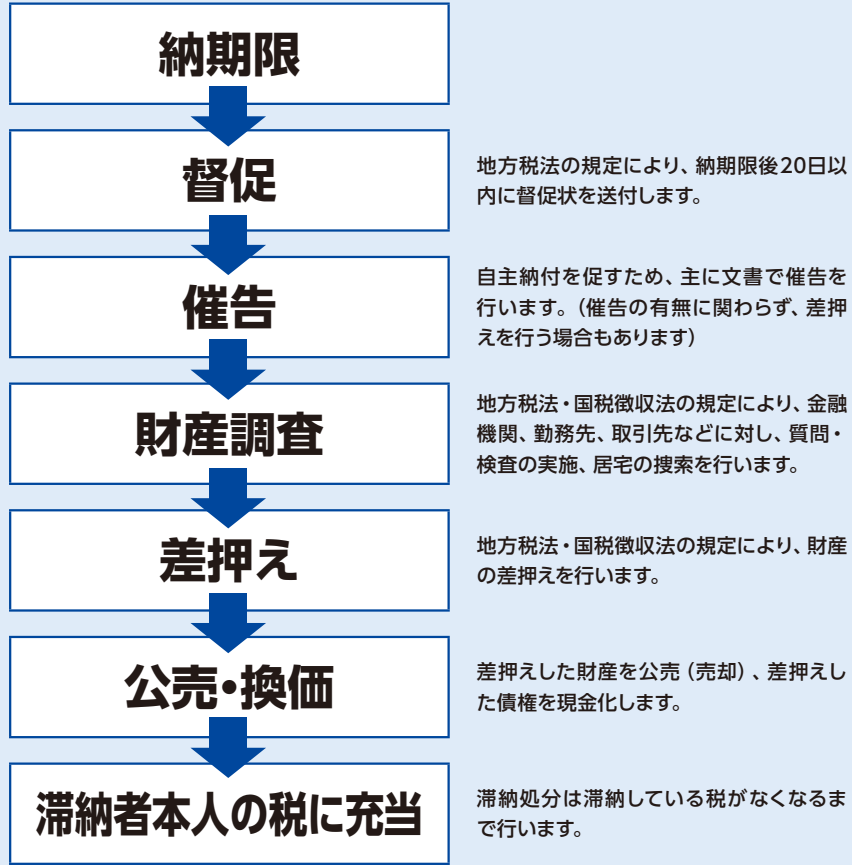 納期限
督促
地方税法の規定により、納期限後20日以
内に督促状を送付します。
催告
自主納付を促すため、主に文書で催告を
行います。(催告の有無に関わらず、差押
えを行う場合もあります)
財産調査
地方税法・国税徴収法の規定により、金融
機関、勤務先、取引先などに対し、質問・
検査の実施、居宅の捜索を行います。
差押え
地方税法・国税徴収法の規定により、財産
の差押えを行います。
公売・換価
差押えした財産を公売(売却)、差押えし
た債権を現金化します。
滞納者本人の税に充当
滞納処分は滞納している税がなくなるま
で行います。